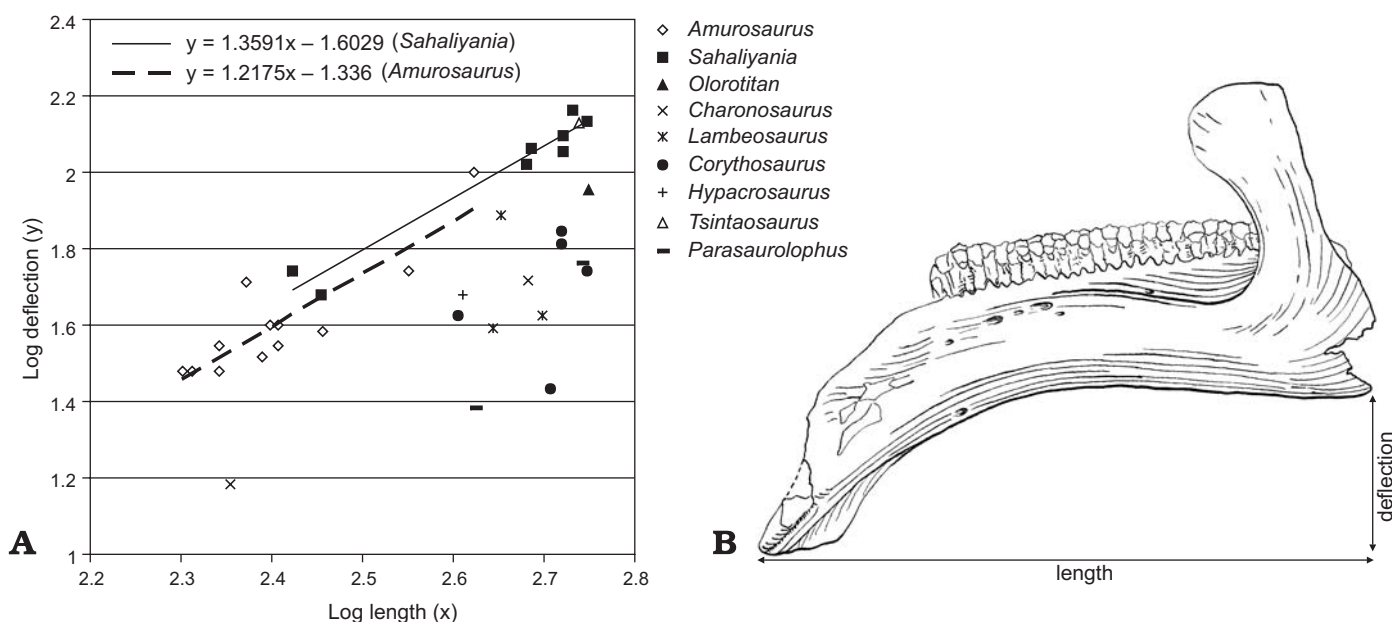 2.4
2.2
2
1.8
1.6
1.4
1.2
1
Log deflection (y)
y = 1.3591x – 1.6029 (Sahaliyania)
y = 1.2175x – 1.336 (Amurosaurus)
2.2 2.3 2.4 2.5 2.6 2.7 2.8
Log length (x)
A
Amurosaurus
Sahaliyania
Olorotitan
Charonosaurus
Lambeosaurus
Corythosaurus
Hypacrosaurus
Tsintaosaurus
Parasaurolophus
B
length
deflection